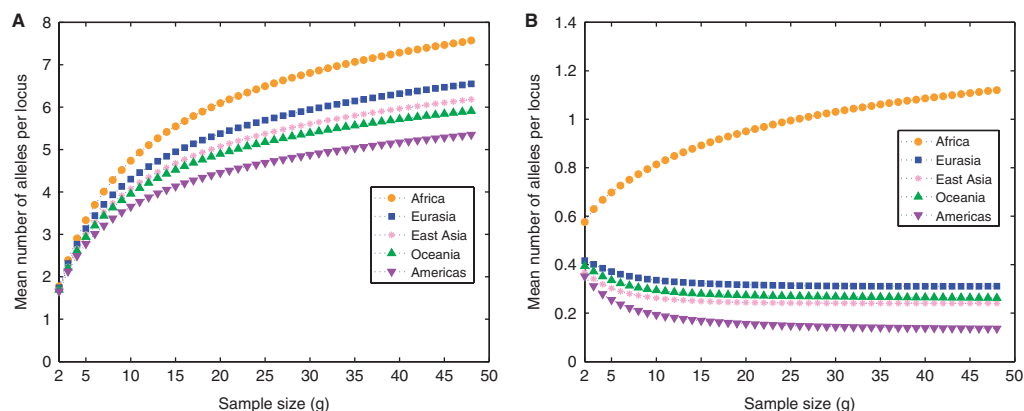 A
Mean number of alleles per locus
8
7
6
5
4
3
2
1
0
2 5 10 15 20 25 30 35 40 45 50
Sample size (g)
Africa
Eurasia
East Asia
Oceania
Americas
B
Mean number of alleles per locus
1.4
1.2
1
0.8
0.6
0.4
0.2
0
2 5 10 15 20 25 30 35 40 45 50
Sample size (g)
Africa
Eurasia
East Asia
Oceania
Americas